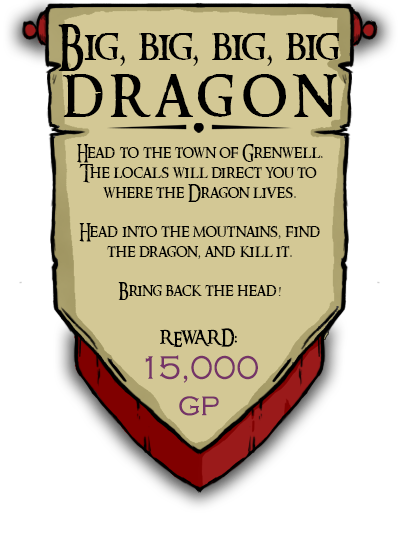 Big, big, big, big
DRAGON
Head to the town of Grenwell.
The locals will direct you to
where the Dragon lives.
Head into the moutnains, find
the dragon, and kill it.
Bring back the head!
reward:
15,000
GP